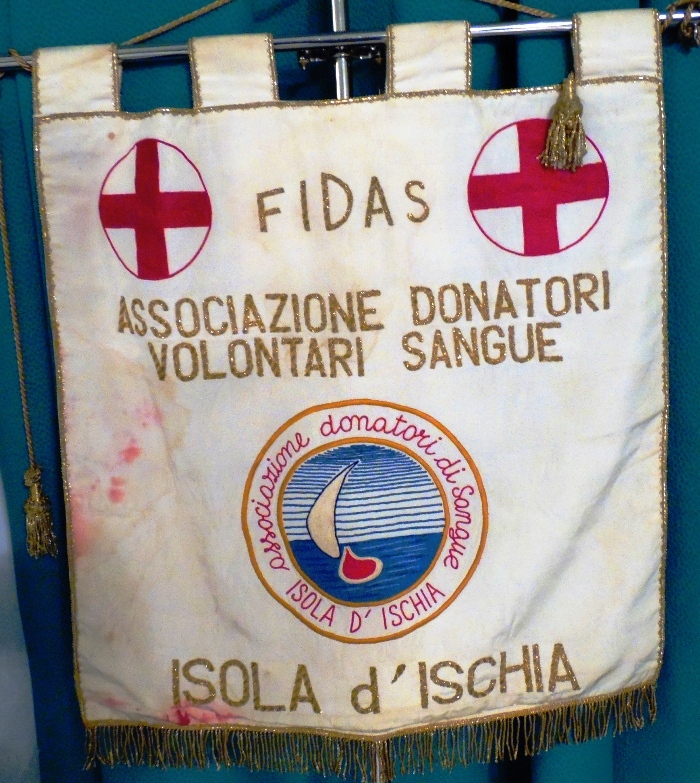 FIDAS
ASSOCIAZIONE DONATORI
VOLONTARI SANGUE
associazione donatori di Sangue
ISOLA D' ISCHIA
ISOLA d' ISCHIA